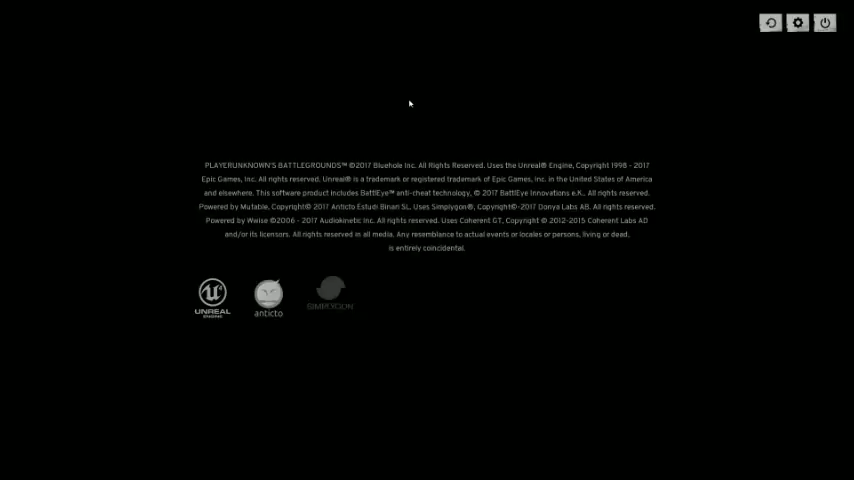 PLAYERUNKNOWN'S BATTLEGROUNDS™ ©2017 Bluehole Inc. All Rights Reserved. Uses the Unreal® Engine, Copyright 1998 - 2017
Epic Games, Inc. All rights reserved. Unreal® is a trademark or registered trademark of Epic Games, Inc. in the United States of America
and elsewhere. This software product includes BattlEye™ anti-cheat technology, © 2017 BattlEye Innovations e.K., All rights reserved.
Powered by Mutable, Copyright© 2017 Anticto Estudi Binari SL. Uses Simplygon®, Copyright©-2017 Donya Labs AB. All rights reserved.
Powered by Wwise ©2006 - 2017 Audiokinetic Inc. All rights reserved. Uses Coherent GT, Copyright © 2012-2015 Coherent Labs AD
and/or its licensors. All rights reserved in all media. Any resemblance to actual events or locales or persons, living or dead,
is entirely coincidental.
UNREAL
anticto
SIMPLYGON